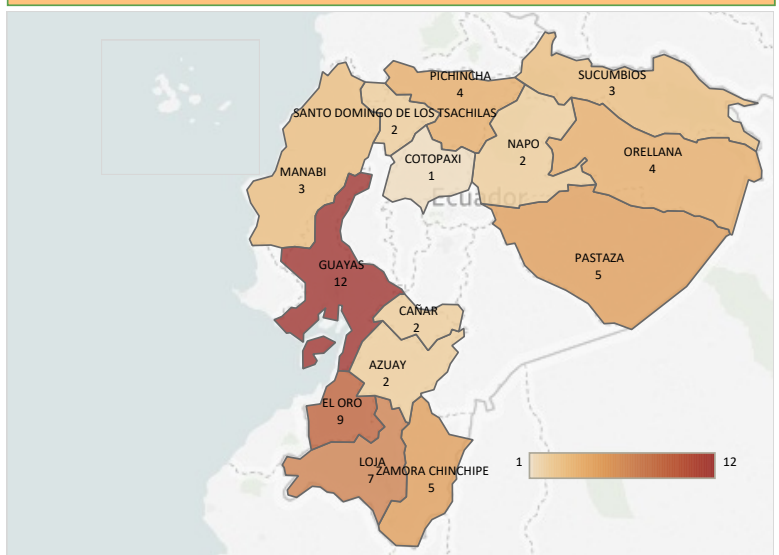 PICHINCHA
4
SUCUMBIOS
3
SANTO DOMINGO DE LOS TSACHILAS
2
NAPO
2
ORELLANA
4
COTOPAXI
1
MANABI
3
Ecuador
PASTAZA
5
GUAYAS
12
CAÑAR
2
AZUAY
2
EL ORO
9
LOJA
7
ZAMORA CHINCHIPE
5
1
12